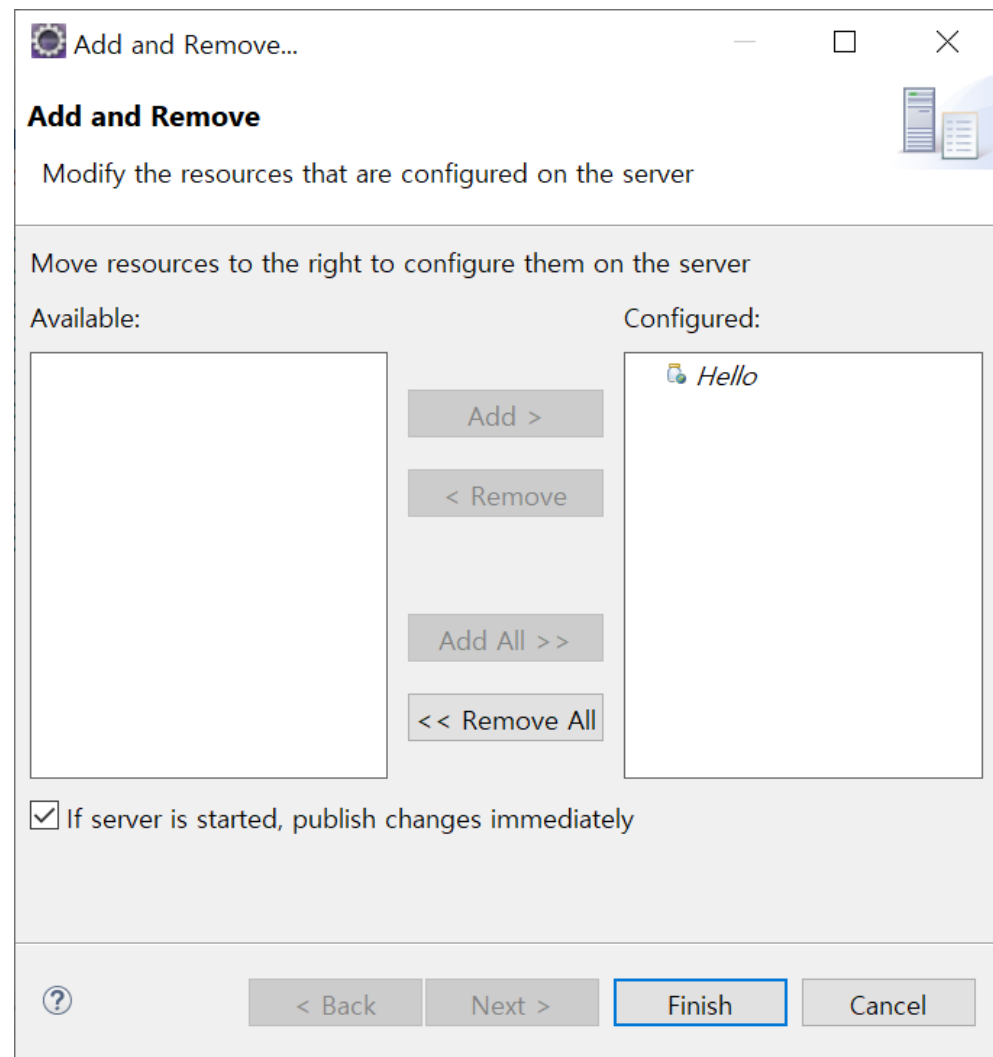 Add and Remove...
Add and Remove
Modify the resources that are configured on the server
Move resources to the right to configure them on the server
Available:
Configured:
Hello
Add >
< Remove
Add All >>
<< Remove All
If server is started, publish changes immediately
?
< Back
Next >
Finish
Cancel